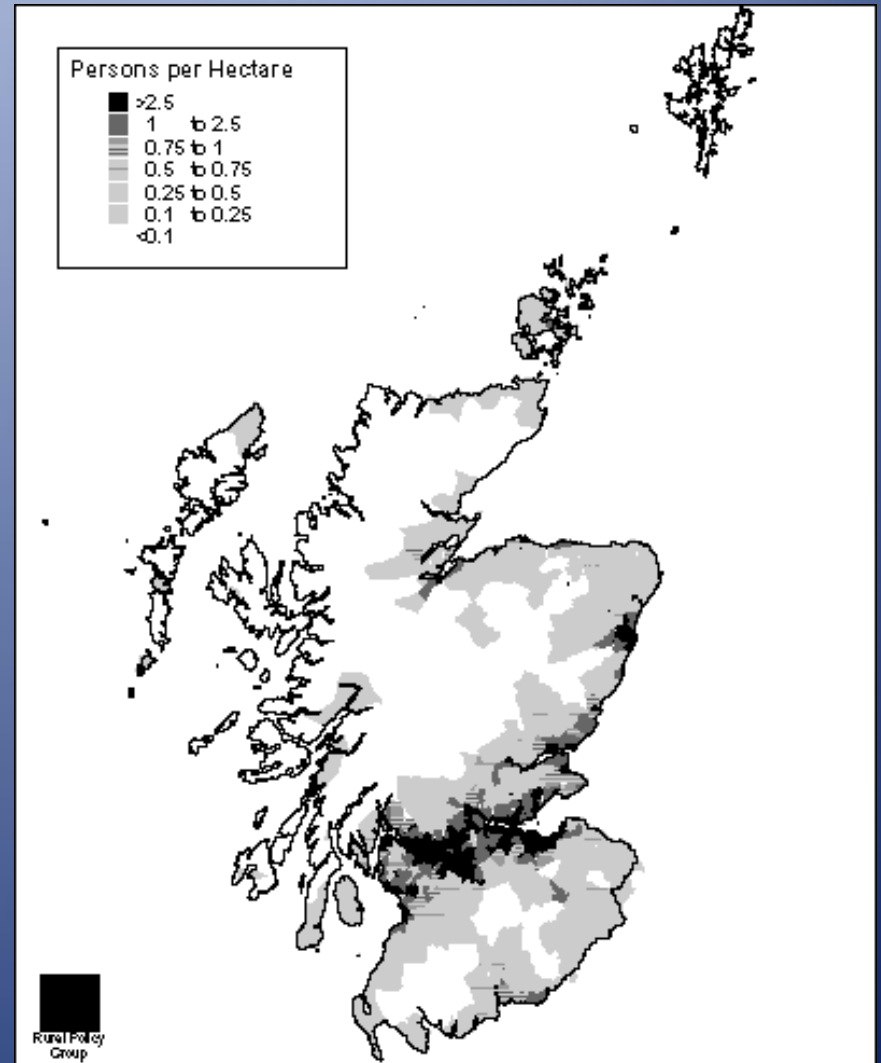 Persons per Hectare
>2.5
1 to 2.5
0.75 to 1
0.5 to 0.75
0.25 to 0.5
0.1 to 0.25
<0.1
Rural Policy
Group